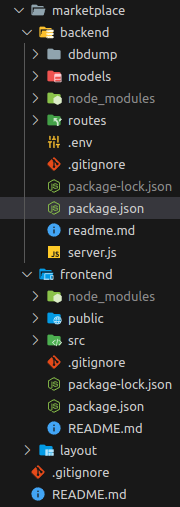 marketplace
backend
dbdump
models
node_modules
routes
.env
.gitignore
package-lock.json
package.json
readme.md
server.js
frontend
node_modules
public
src
.gitignore
package-lock.json
package.json
README.md
layout
.gitignore
README.md